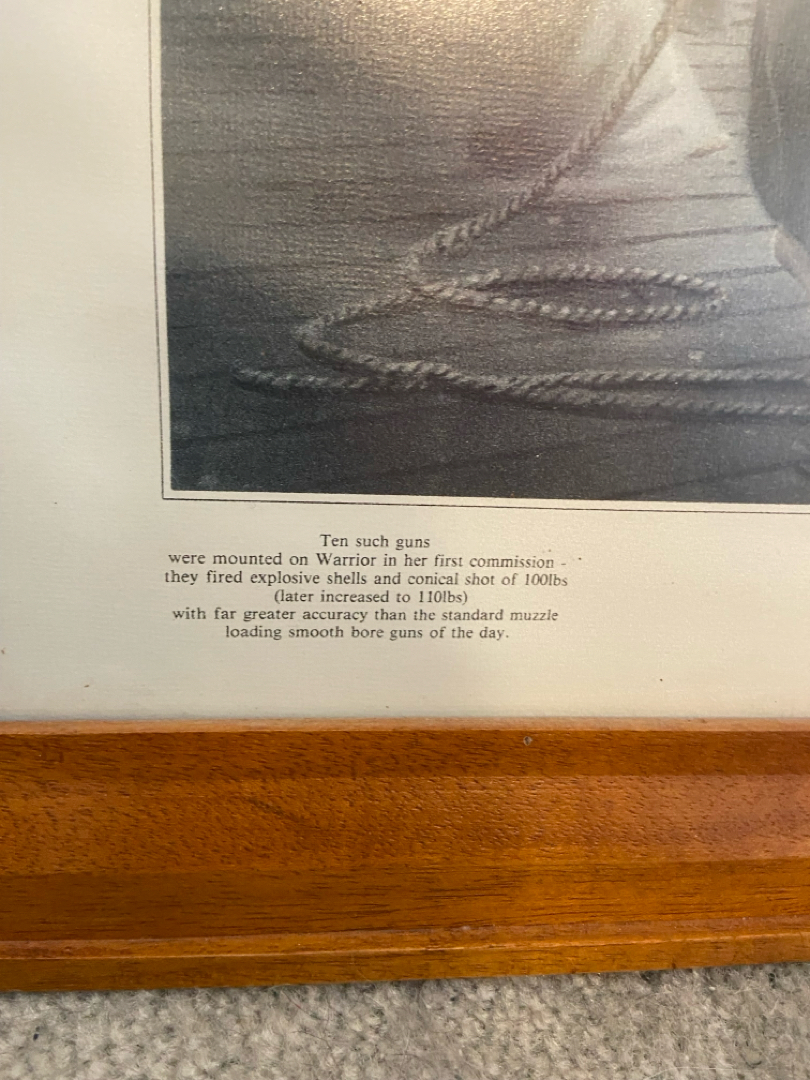 Ten such guns
were mounted on Warrior in her first commission -
they fired explosive shells and conical shot of 100lbs
(later increased to 110lbs)
with far greater accuracy than the standard muzzle
loading smooth bore guns of the day.